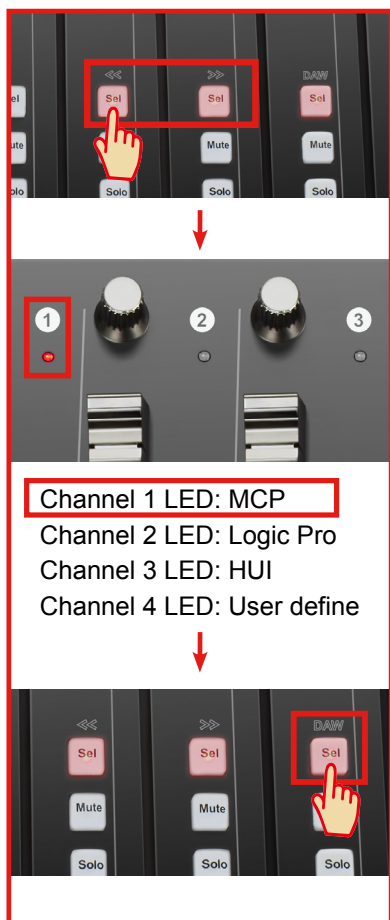 << >> DAW
el Sel Sel Sel
ute Mute Mute
olo Solo Solo Solo
1 2 3
Channel 1 LED: MCP
Channel 2 LED: Logic Pro
Channel 3 LED: HUI
Channel 4 LED: User define
<< >> DAW
Sel Sel Sel
Mute Mute
Solo Solo Solo